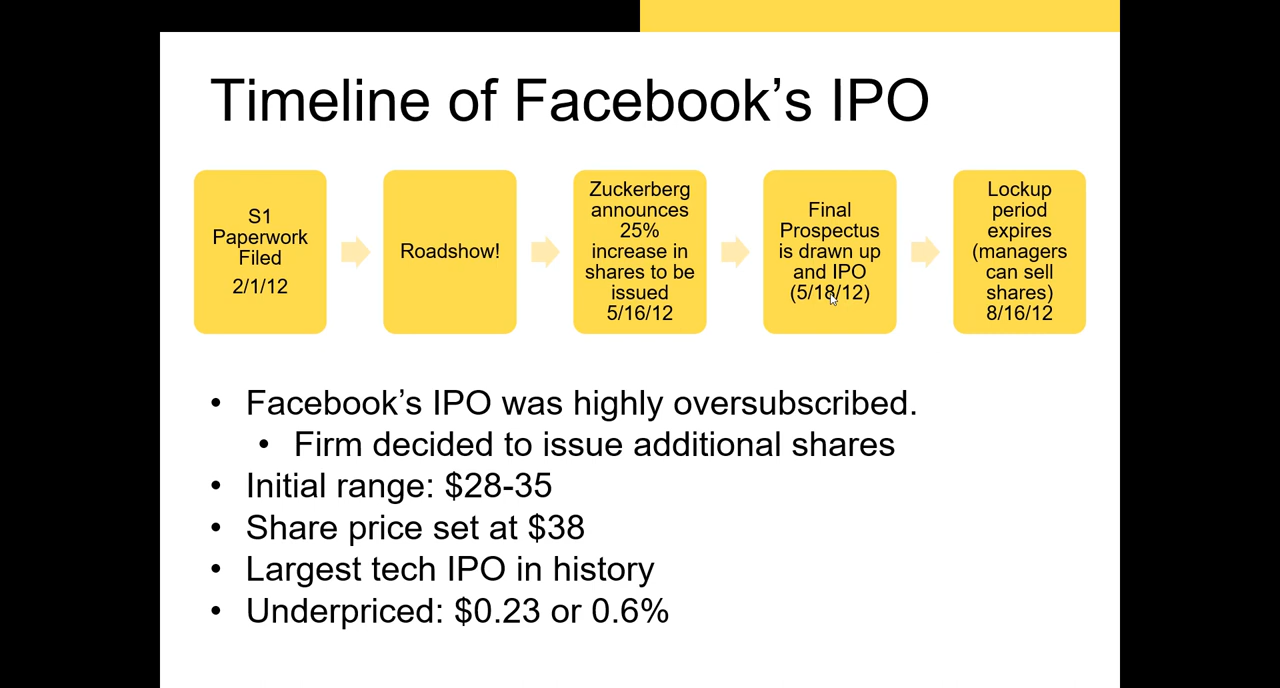 Timeline of Facebook’s IPO
S1
Paperwork
Filed
2/1/12
Roadshow!
Zuckerberg
announces
25%
increase in
shares to be
issued
5/16/12
Final
Prospectus
is drawn up
and IPO
(5/18/12)
Lockup
period
expires
(managers
can sell
shares)
8/16/12
• Facebook’s IPO was highly oversubscribed.
• Firm decided to issue additional shares
• Initial range: $28-35
• Share price set at $38
• Largest tech IPO in history
• Underpriced: $0.23 or 0.6%